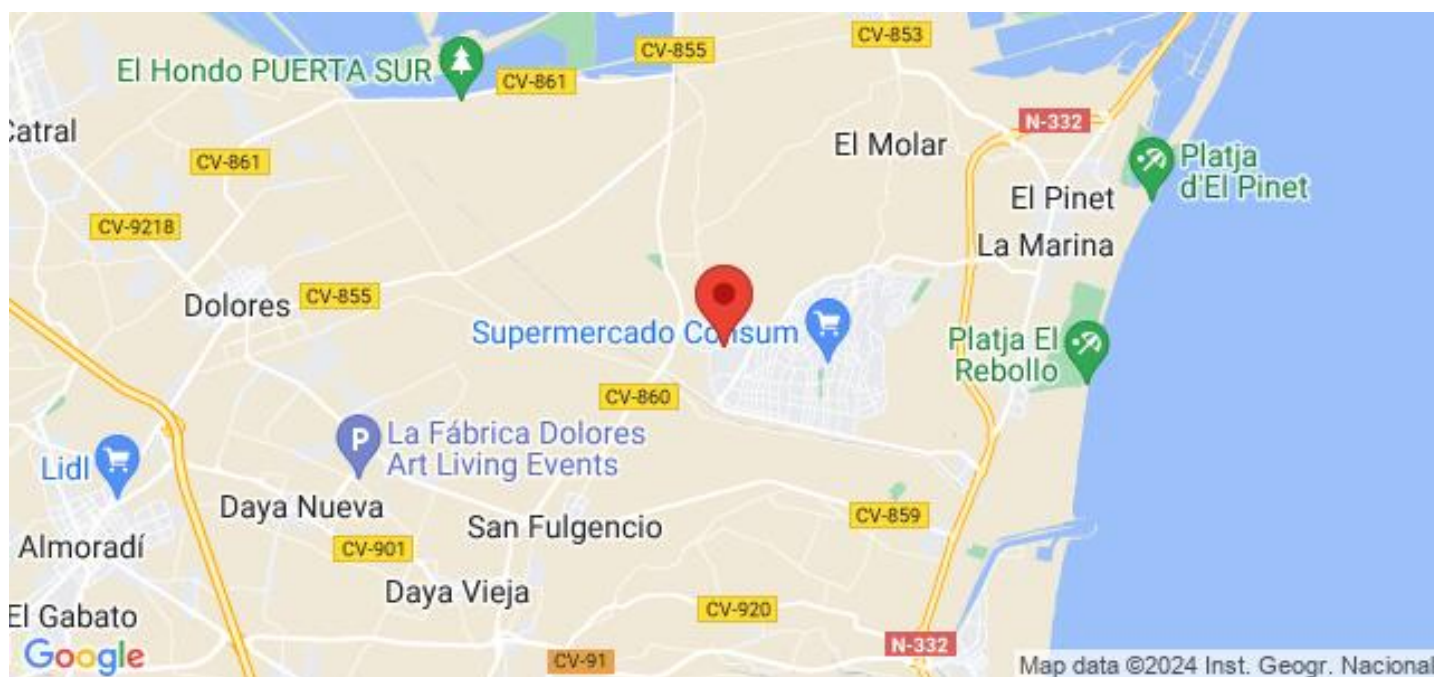 CV-853
CV-855
El Hondo PUERTA SUR
CV-861
N-332
Catral
El Molar
CV-861
Platja
d'El Pinet
El Pinet
CV-9218
La Marina
CV-855
Dolores
Supermercado Consum
Platja El
Rebollo
CV-860
La Fábrica Dolores
Art Living Events
P
Lidl
Daya Nueva
San Fulgencio
CV-859
Almoradí
CV-901
Daya Vieja
CV-920
El Gabato
N-332
Google
CV-91
Map data ©2024 Inst. Geogr. Nacional